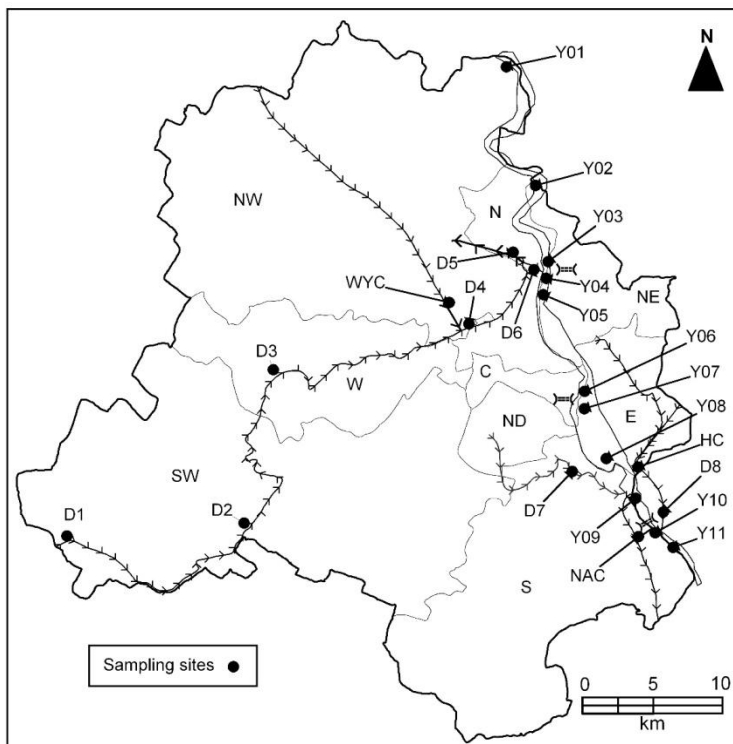 Y01
N
Y02
NW
N
Y03
D5
WYC
D4
D6
Y04
NE
Y05
D3
W
C
Y06
Y07
ND
E
Y08
HC
SW
D1
D2
D7
D8
Y09
Y10
NAC
Y11
S
Sampling sites
0 5 10
km